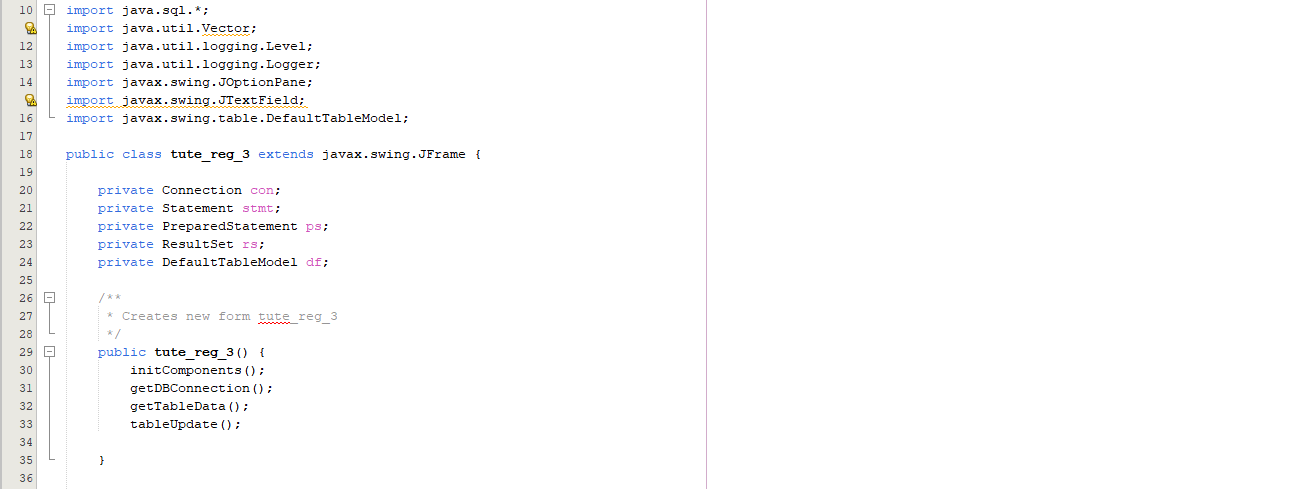 10 import java.sql.*;
import java.util.Vector;
12 import java.util.logging.Level;
13 import java.util.logging.Logger;
14 import javax.swing.JOptionPane;
import javax.swing.JTextField;
16 import javax.swing.table.DefaultTableModel;
17
18 public class tute_reg_3 extends javax.swing.JFrame {
19
20 private Connection con;
21 private Statement stmt;
22 private PreparedStatement ps;
23 private ResultSet rs;
24 private DefaultTableModel df;
25
26 /**
27 * Creates new form tute_reg_3
28 */
29 public tute_reg_3() {
30 initComponents();
31 getDBConnection();
32 getTableData();
33 tableUpdate();
34
35 }
36